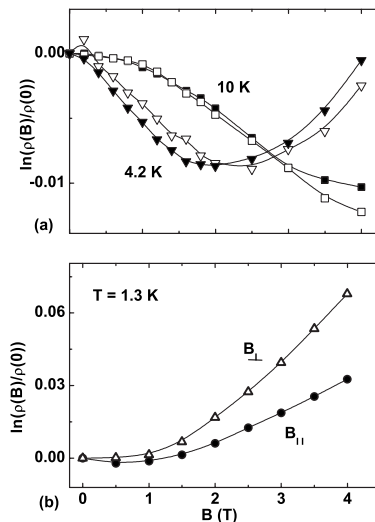 0.00
10 K
4.2 K
-0.01
(a)
ln(ρ(B)/ρ(0))
T = 1.3 K
0.06
B⊥
0.03
B||
0.00
ln(ρ(B)/ρ(0))
0 1 2 3 4
(b)
B (T)